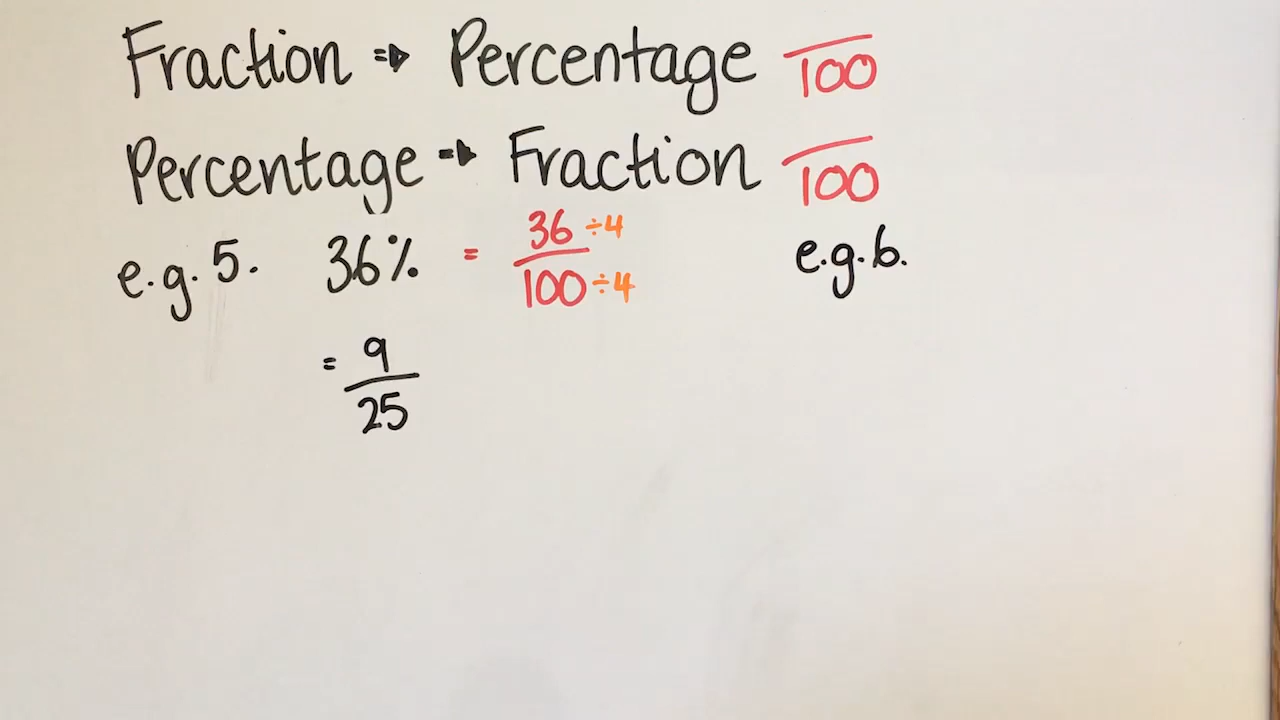 Fraction ⇒ Percentage —/100
Percentage ⇒ Fraction —/100
e.g. 5. 36% = 36 ÷4 / 100 ÷4 e.g. 6.
= 9/25